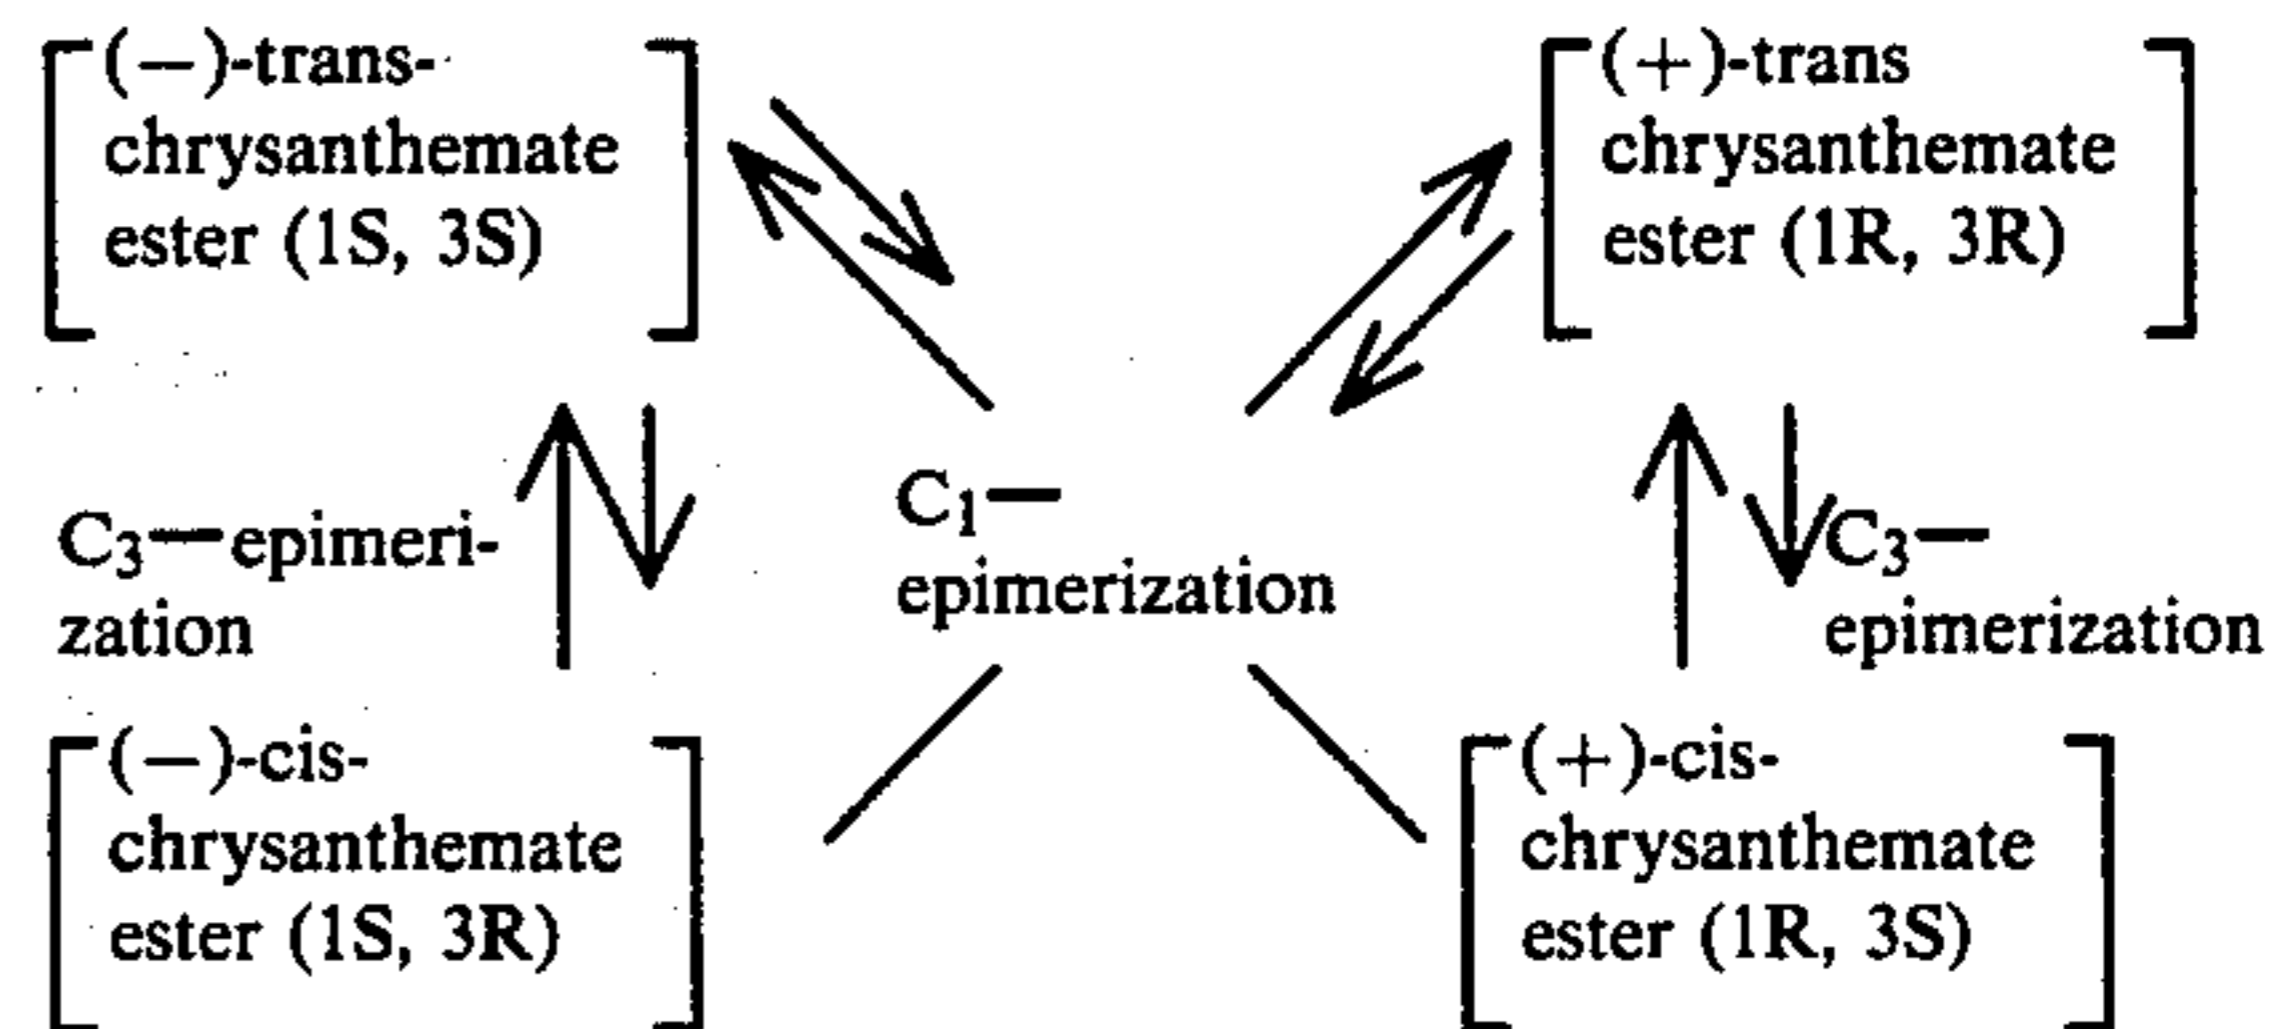 (−)-trans-
chrysanthemate
ester (1S, 3S)
(+)-trans
chrysanthemate
ester (1R, 3R)
C₃—epimeri-
zation
C₁—
epimerization
C₃—
epimerization
(−)-cis-
chrysanthemate
ester (1S, 3R)
(+)-cis-
chrysanthemate
ester (1R, 3S)